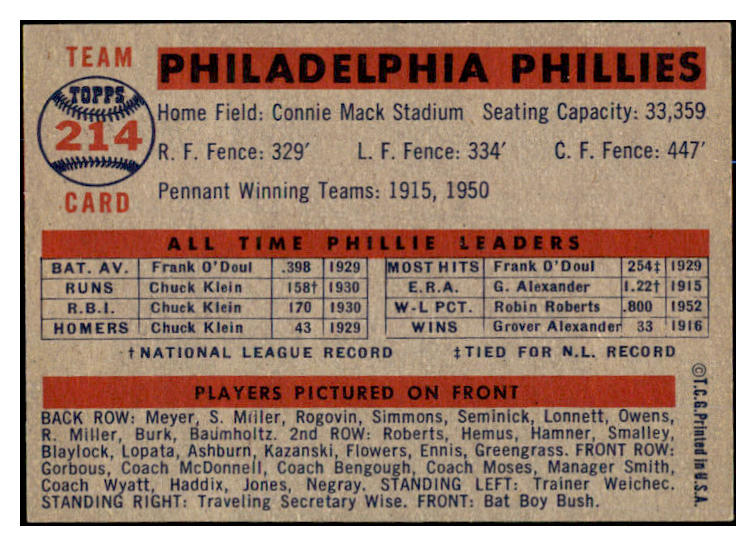 TEAM
TOPPS
214
CARD
PHILADELPHIA PHILLIES
Home Field: Connie Mack Stadium Seating Capacity: 33,359
R. F. Fence: 329′ L. F. Fence: 334′ C. F. Fence: 447′
Pennant Winning Teams: 1915, 1950
ALL TIME PHILLIE LEADERS
BAT. AV. Frank O'Doul .398 1929 MOST HITS Frank O'Doul 254‡ 1929
RUNS Chuck Klein 158† 1930 E.R.A. G. Alexander 1.22† 1915
R.B.I. Chuck Klein 170 1930 W-L PCT. Robin Roberts .800 1952
HOMERS Chuck Klein 43 1929 WINS Grover Alexander 33 1916
†NATIONAL LEAGUE RECORD ‡TIED FOR N.L. RECORD
PLAYERS PICTURED ON FRONT
BACK ROW: Meyer, S. Miller, Rogovin, Simmons, Seminick, Lonnett, Owens,
R. Miller, Burk, Baumholtz. 2nd ROW: Roberts, Hemus, Hamner, Smalley,
Blaylock, Lopata, Ashburn, Kazanski, Flowers, Ennis, Greengrass. FRONT ROW:
Gorbous, Coach McDonnell, Coach Bengough, Coach Moses, Manager Smith,
Coach Wyatt, Haddix, Jones, Negray. STANDING LEFT: Trainer Weichec.
STANDING RIGHT: Traveling Secretary Wise. FRONT: Bat Boy Bush.
©T.C.G. Printed in U.S.A.